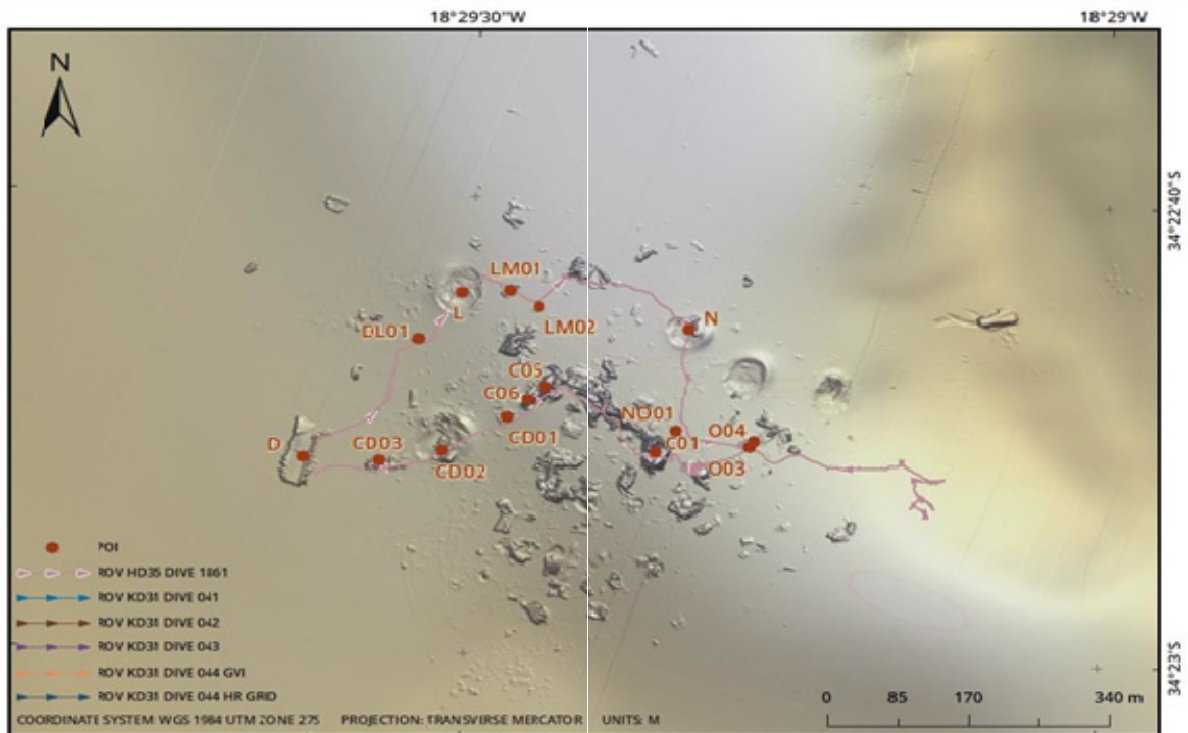 18°29'30"W
18°29'W
N
34°22'40"S
LM01
L
LM02
N
DL01
C05
C06
CD01
NO01
C01
O04
O03
D
CD03
CD02
POI
ROV HD35 DIVE 1861
ROV KD31 DIVE 041
ROV KD31 DIVE 042
ROV KD31 DIVE 043
ROV KD31 DIVE 044 GVI
ROV KD31 DIVE 044 HR GRID
0 85 170 340 m
34°23'S
COORDINATE SYSTEM: WGS 1984 UTM ZONE 27S PROJECTION: TRANSVERSE MERCATOR UNITS: M